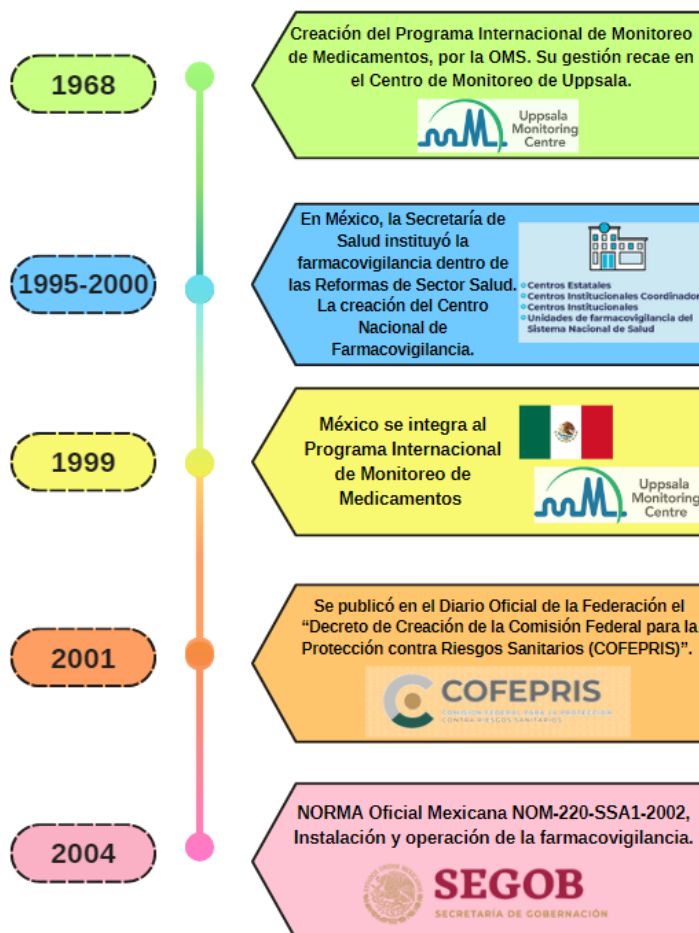 1968
Creación del Programa Internacional de Monitoreo
de Medicamentos, por la OMS. Su gestión recae en
el Centro de Monitoreo de Uppsala.
Uppsala
Monitoring
Centre
1995-2000
En México, la Secretaría de
Salud instituyó la
farmacovigilancia dentro de
las Reformas de Sector Salud.
La creación del Centro
Nacional de
Farmacovigilancia.
Centros Estatales
Centros Institucionales Coordinador
Centros Institucionales
Unidades de farmacovigilancia del
Sistema Nacional de Salud
1999
México se integra al
Programa Internacional
de Monitoreo de
Medicamentos
Uppsala
Monitoring
Centre
2001
Se publicó en el Diario Oficial de la Federación el
“Decreto de Creación de la Comisión Federal para la
Protección contra Riesgos Sanitarios (COFEPRIS)”.
COFEPRIS
COMISIÓN FEDERAL PARA LA PROTECCIÓN
CONTRA RIESGOS SANITARIOS
2004
NORMA Oficial Mexicana NOM-220-SSA1-2002,
Instalación y operación de la farmacovigilancia.
SEGOB
SECRETARÍA DE GOBERNACIÓN